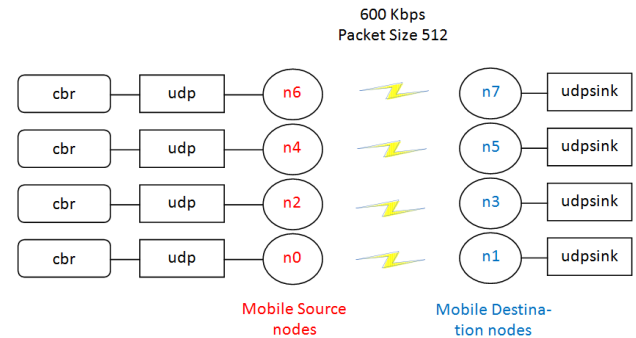 600 Kbps
Packet Size 512
cbr udp n6 n7 udpsink
cbr udp n4 n5 udpsink
cbr udp n2 n3 udpsink
cbr udp n0 n1 udpsink
Mobile Source
nodes
Mobile Destina-
tion nodes